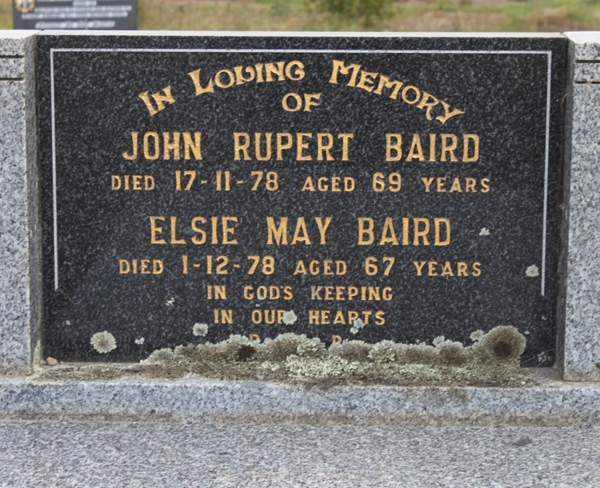 In Loving Memory
OF
JOHN RUPERT BAIRD
DIED 17-11-78 AGED 69 YEARS
ELSIE MAY BAIRD
DIED 1-12-78 AGED 67 YEARS
IN GOD'S KEEPING
IN OUR HEARTS